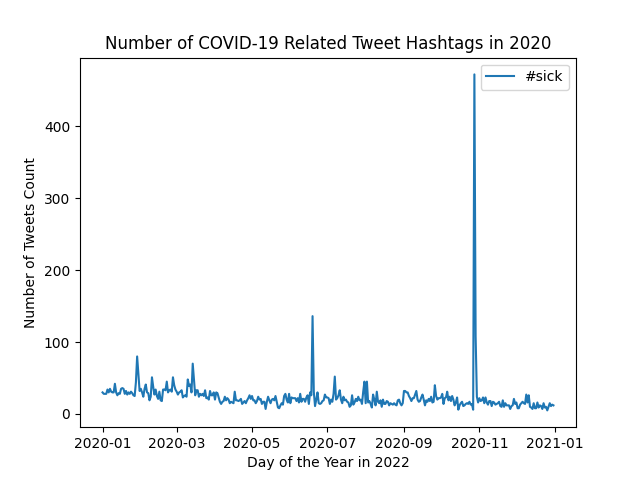 Number of COVID-19 Related Tweet Hashtags in 2020
#sick
Number of Tweets Count
400
300
200
100
0
2020-01 2020-03 2020-05 2020-07 2020-09 2020-11 2021-01
Day of the Year in 2022